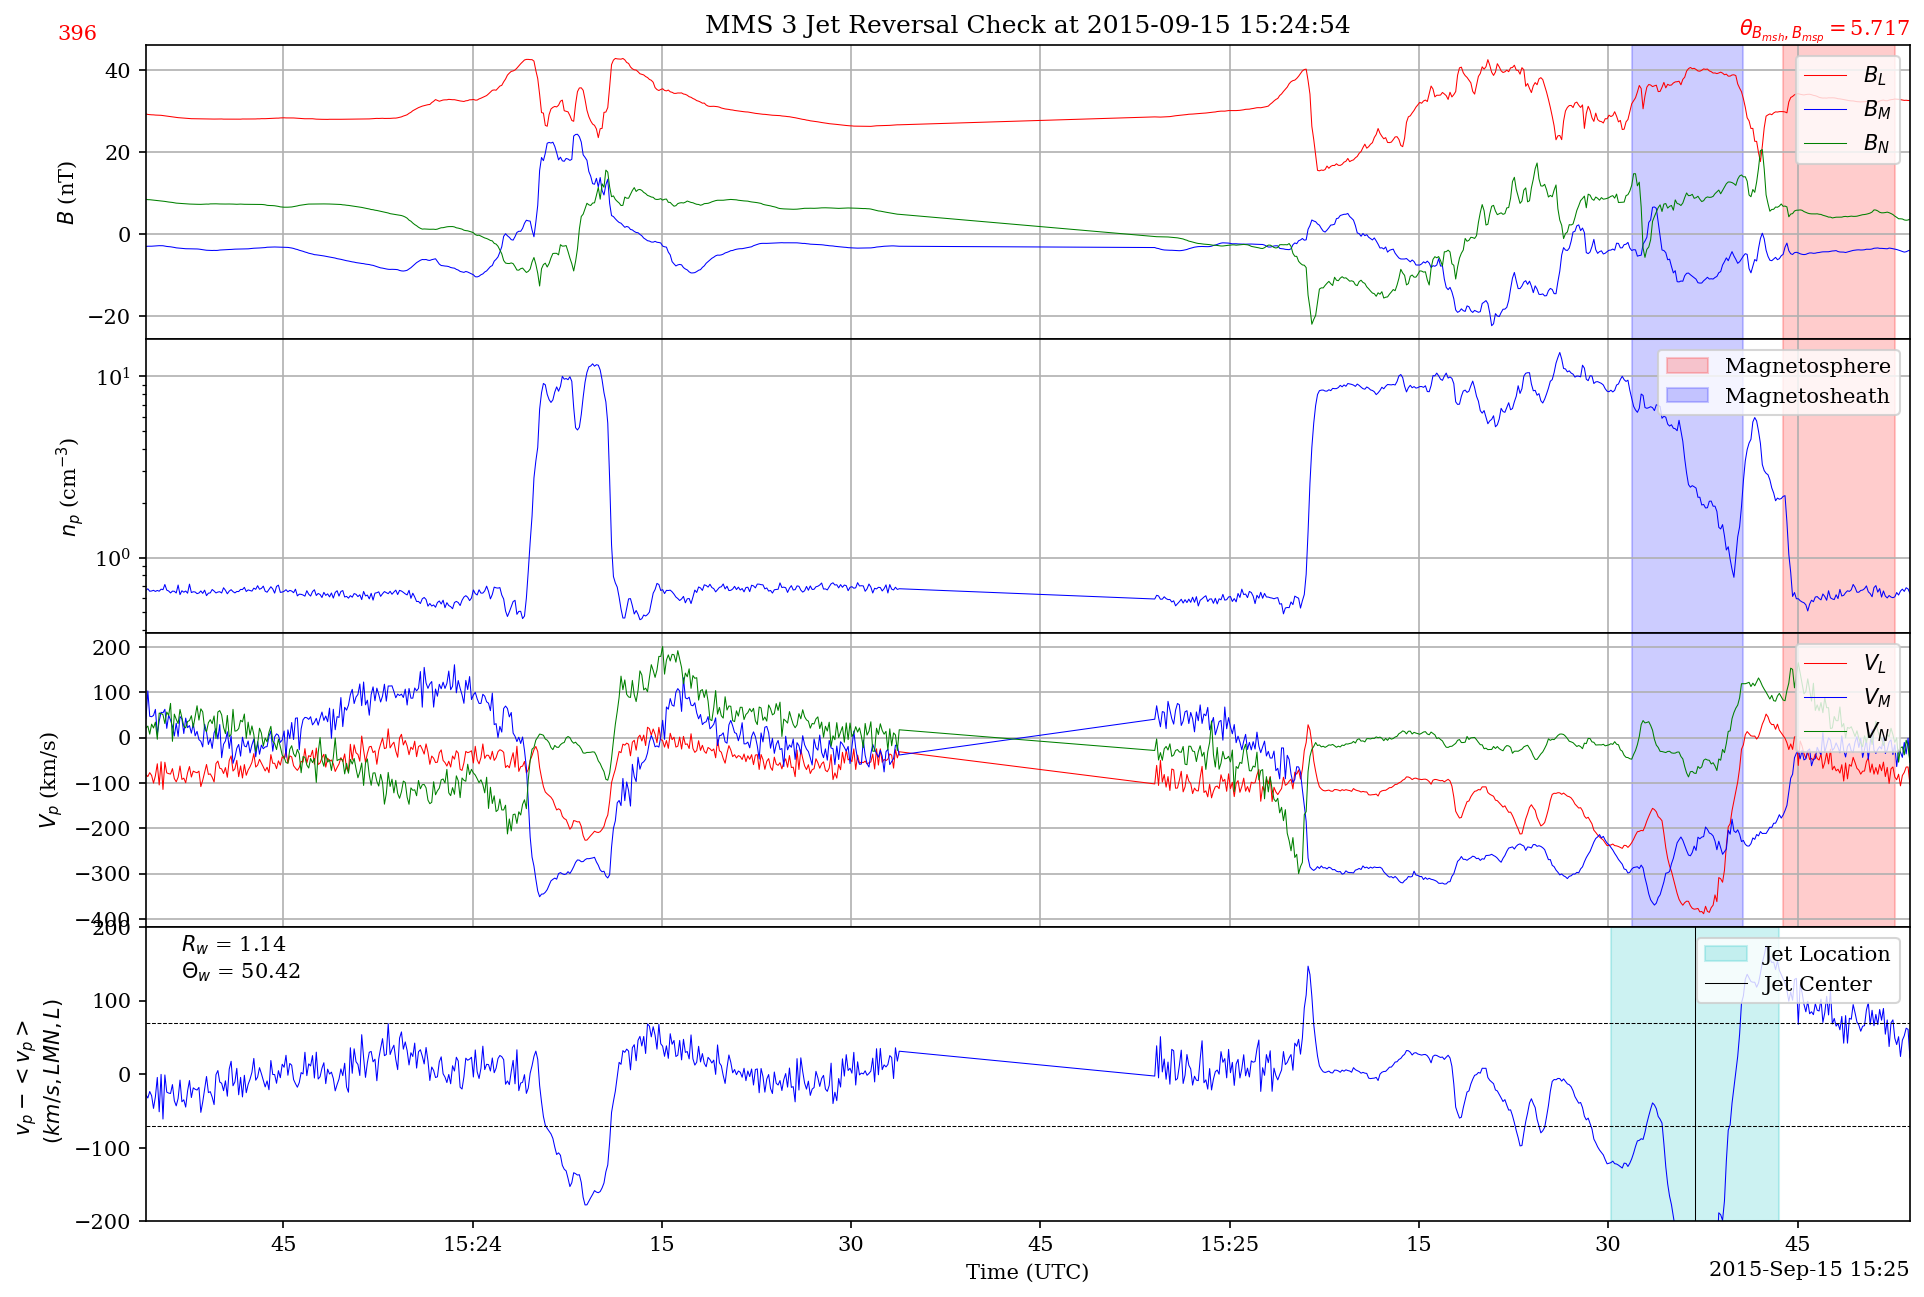 MMS 3 Jet Reversal Check at 2015-09-15 15:24:54
396
θ_{B_{msh}, B_{msp}} = 5.717
40
20
0
−20
B (nT)
B_L
B_M
B_N
10¹
10⁰
n_p (cm⁻³)
Magnetosphere
Magnetosheath
200
100
0
−100
−200
−300
−400
V_p (km/s)
V_L
V_M
V_N
200
100
0
−100
−200
v_p − <v_p>
(km/s, LMN, L)
R_w = 1.14
Θ_w = 50.42
Jet Location
Jet Center
45 15:24 15 30 45 15:25 15 30 45
Time (UTC)
2015-Sep-15 15:25